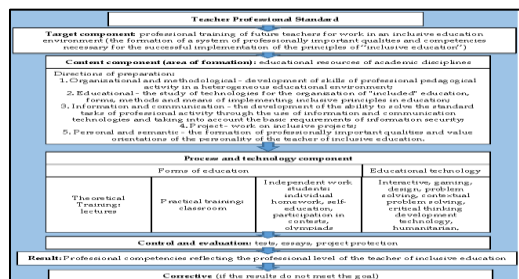 Teacher Professional Standard
Target component: professional training of future teachers for work in an inclusive education
environment (the formation of a system of professionally important qualities and competencies
necessary for the successful implementation of the principles of "inclusive education")
Content component (area of formation): educational resources of academic disciplines
Directions of preparation:
1. Organizational and methodological - development of skills of professional pedagogical
activity in a heterogeneous educational environment;
2. Educational - the study of technologies for the organization of "included" education,
forms, methods and means of implementing inclusive principles in education;
3. Information and communication - the development of the ability to solve the standard
tasks of professional activity through the use of information and communication
technologies and taking into account the basic requirements of information security;
4. Project - work on inclusive projects;
5. Personal and semantic - the formation of professionally important qualities and value
orientations of the personality of the teacher of inclusive education.
Process and technology component
Forms of education
Educational technology
Theoretical
Training:
lectures
Practical training:
classroom
Independent work
students:
individual
homework, self-
education,
participation in
contests,
olympiads
Interactive, gaming,
design, problem
solving, contextual
problem solving,
critical thinking
development
technology,
humanitarian.
Control and evaluation: tests, essays, project protection
Result: Professional competencies reflecting the professional level of the teacher of inclusive education
Corrective (if the results do not meet the goal)